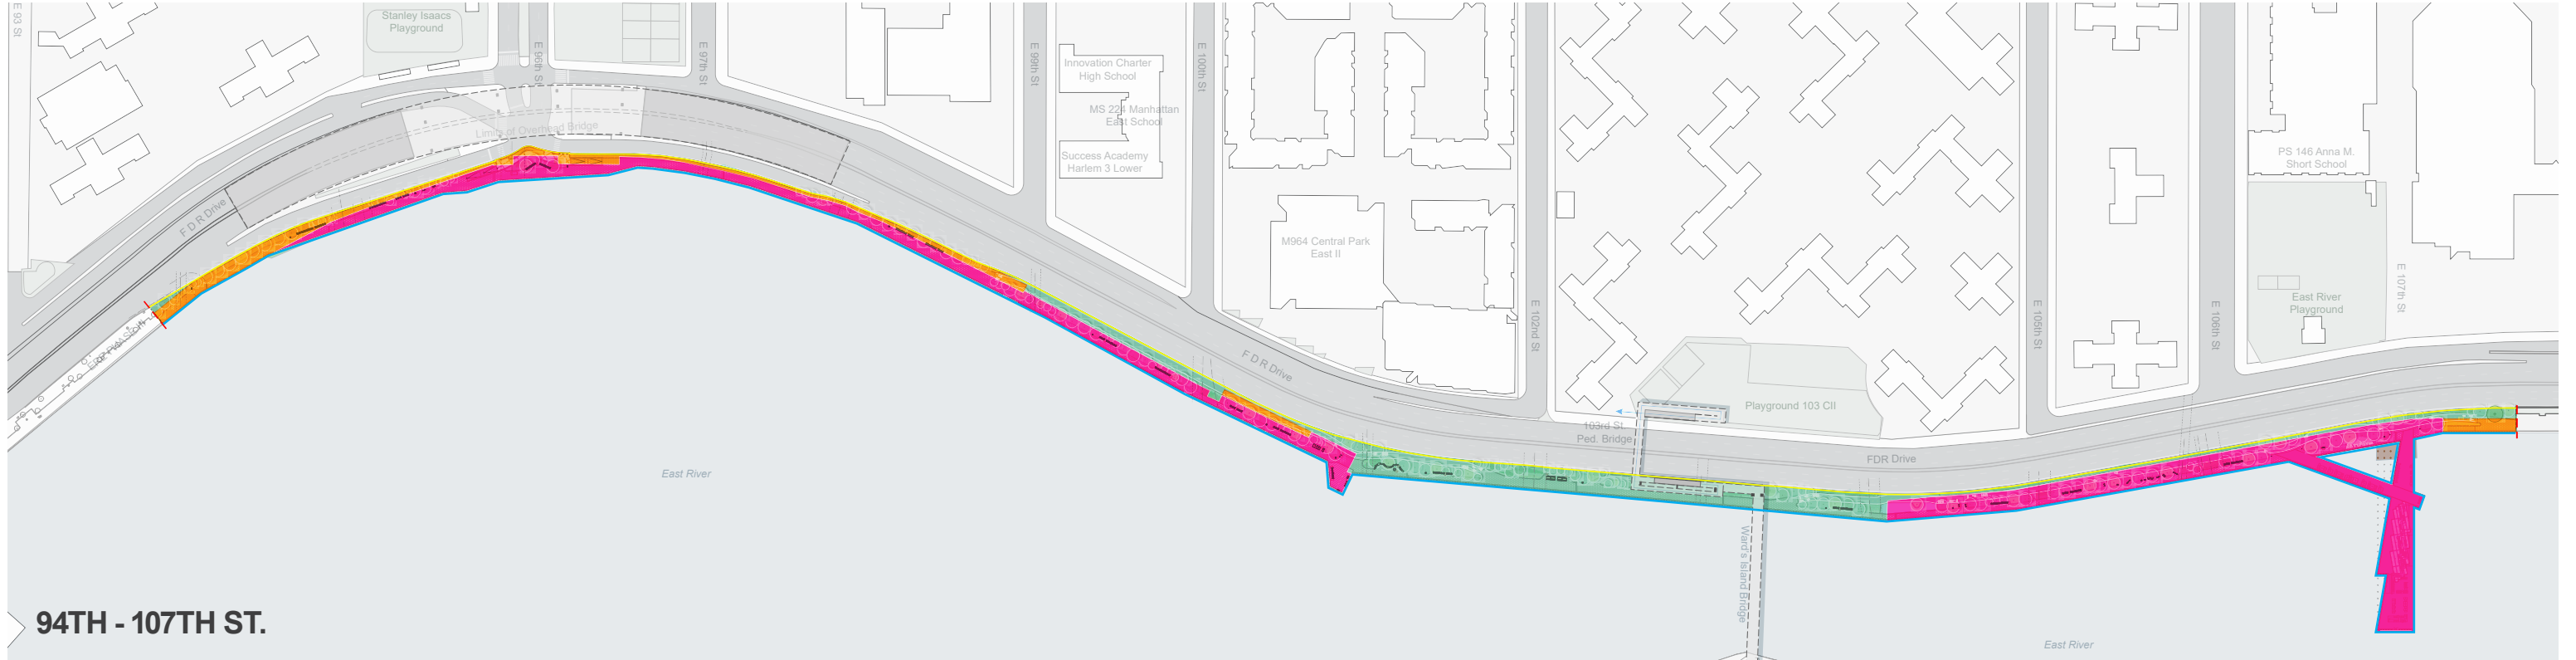 E 93 St
Stanley Isaacs
Playground
E 96th St
E 97th St
E 99th St
Innovation Charter
High School
MS 224 Manhattan
East School
Success Academy
Harlem 3 Lower
E 100th St
Limits of Overhead Bridge
F D R Drive
M964 Central Park
East II
E 102nd St
F D R Drive
103rd St.
Ped. Bridge
Playground 103 CII
FDR Drive
E 105th St
E 106th St
PS 146 Anna M.
Short School
E 107th St
East River
Playground
East River
Ward's Island Bridge
East River
94TH - 107TH ST.